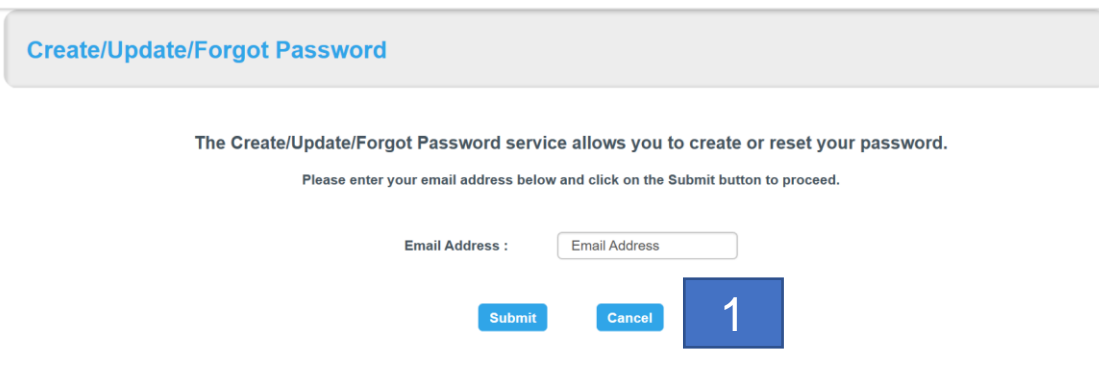 Create/Update/Forgot Password
The Create/Update/Forgot Password service allows you to create or reset your password.
Please enter your email address below and click on the Submit button to proceed.
Email Address : Email Address
Submit Cancel 1